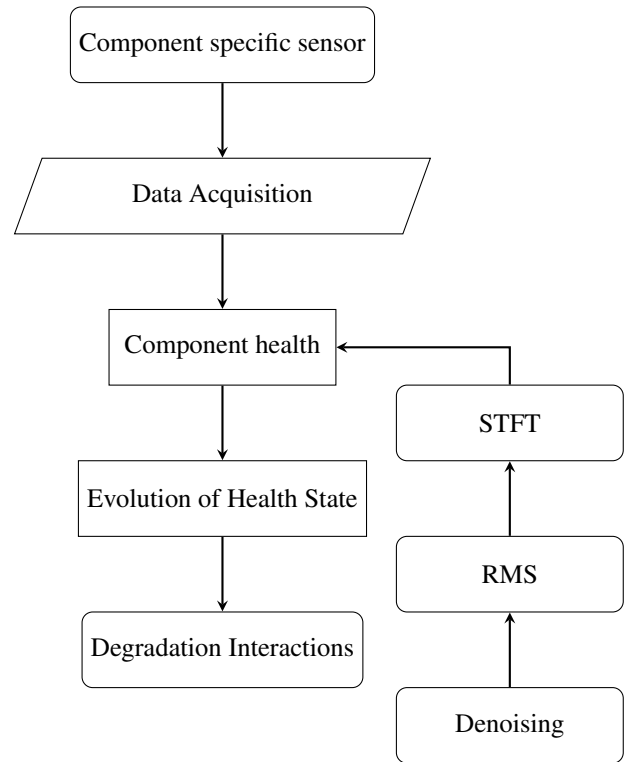 Component specific sensor
Data Acquisition
Component health
STFT
Evolution of Health State
RMS
Degradation Interactions
Denoising